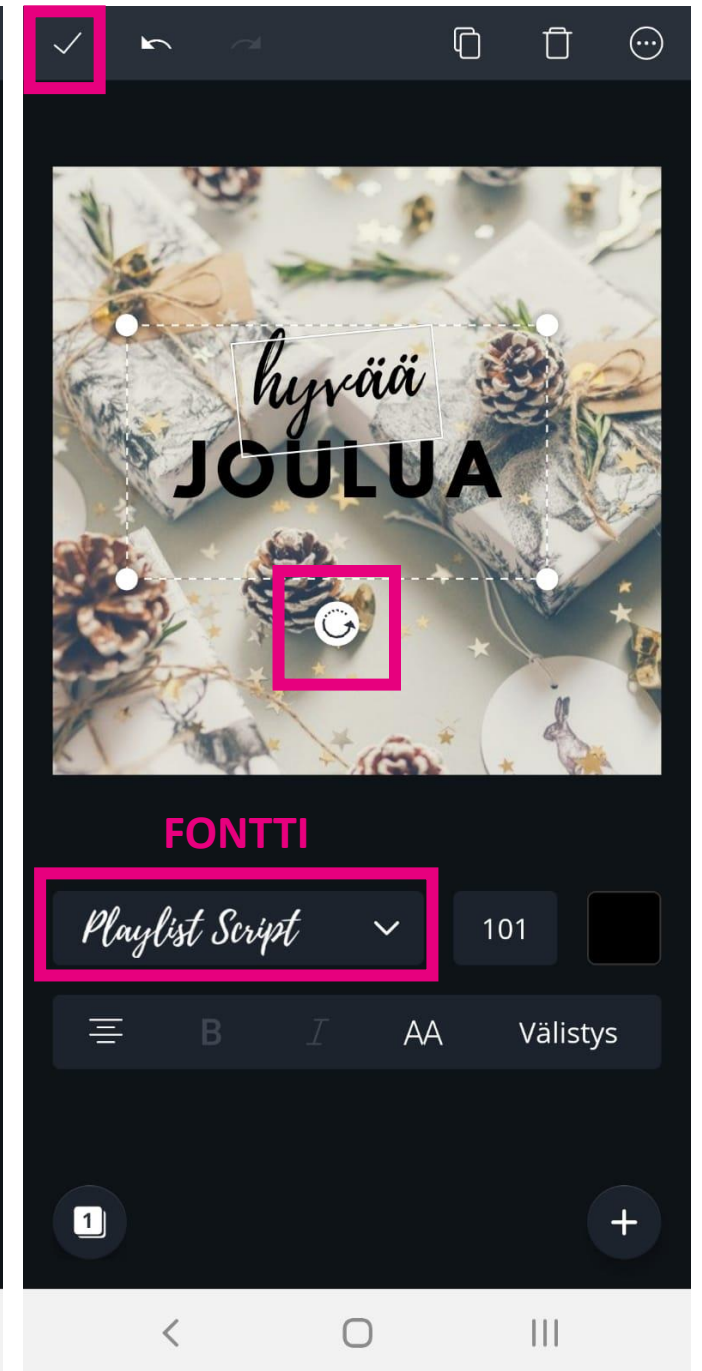 hyvää
JOULUA
FONTTI
Playlist Script
101
B I AA Välistys
1